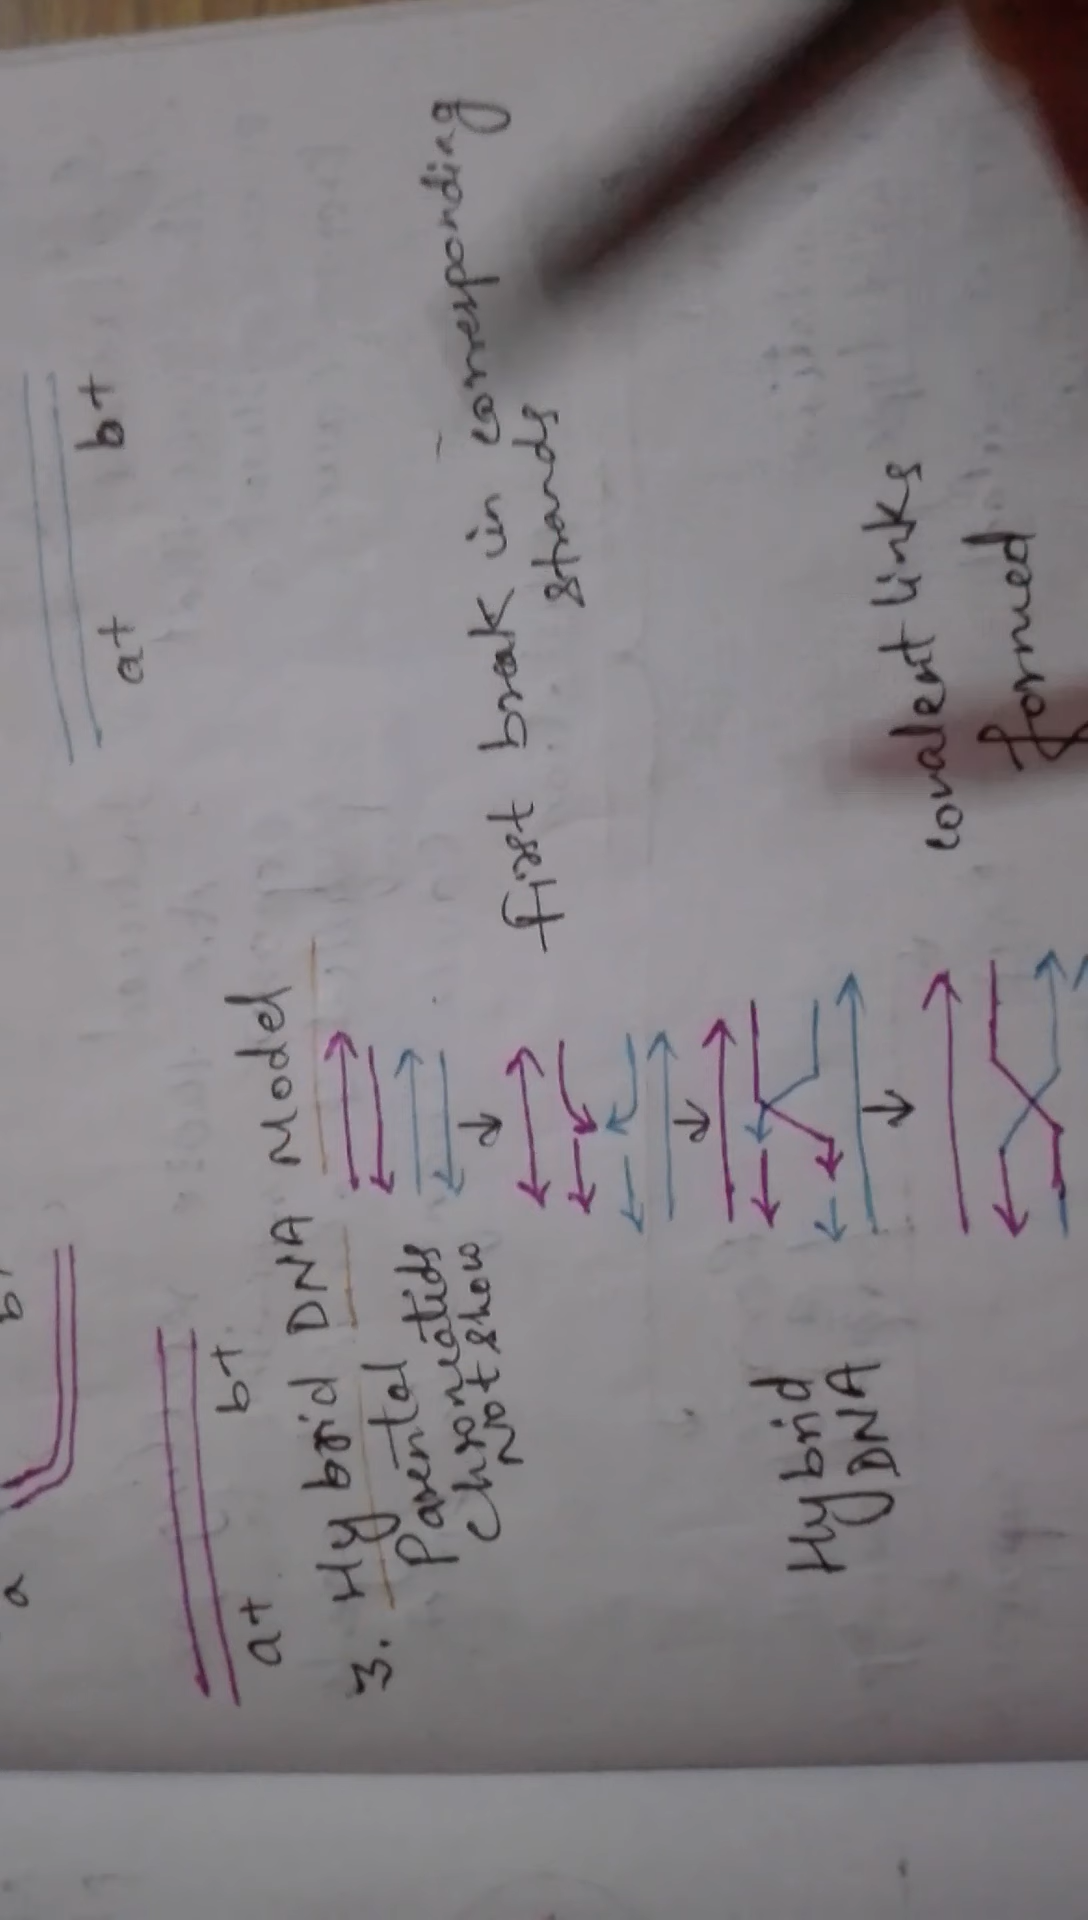 a b
a+ b+
a+ b+
3. Hybrid DNA Model
Parental
Chromatids
Not show
first break in corresponding
strands
Hybrid
DNA
covalent links
formed